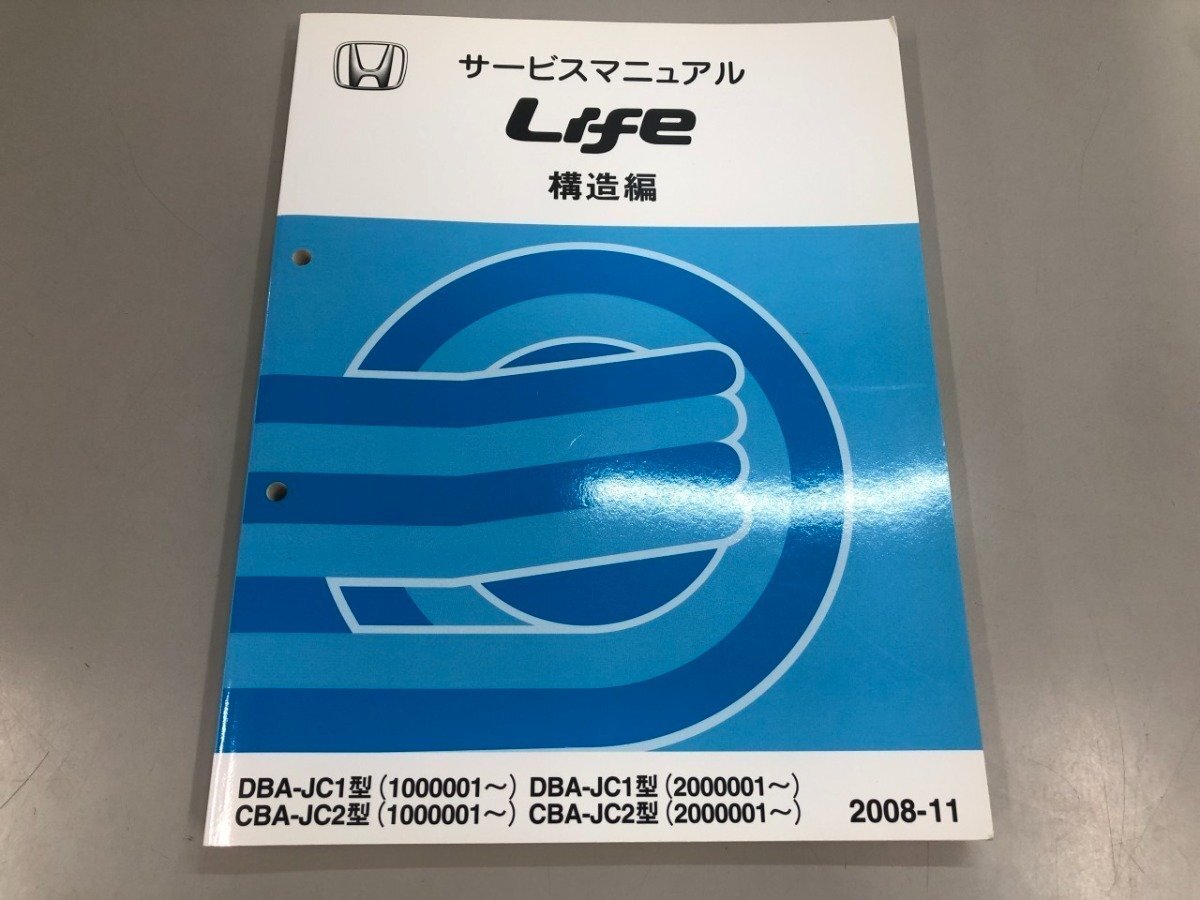 サービスマニュアル
Life
構造編
DBA-JC1型(1000001～) DBA-JC1型(2000001～)
CBA-JC2型(1000001～) CBA-JC2型(2000001～) 2008-11